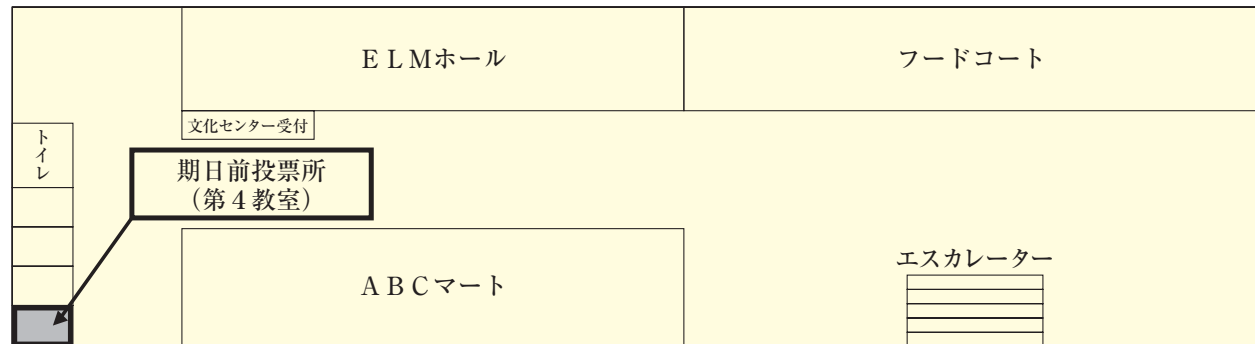 ＥＬＭホール
フードコート
文化センター受付
トイレ
期日前投票所
（第４教室）
ＡＢＣマート
エスカレーター